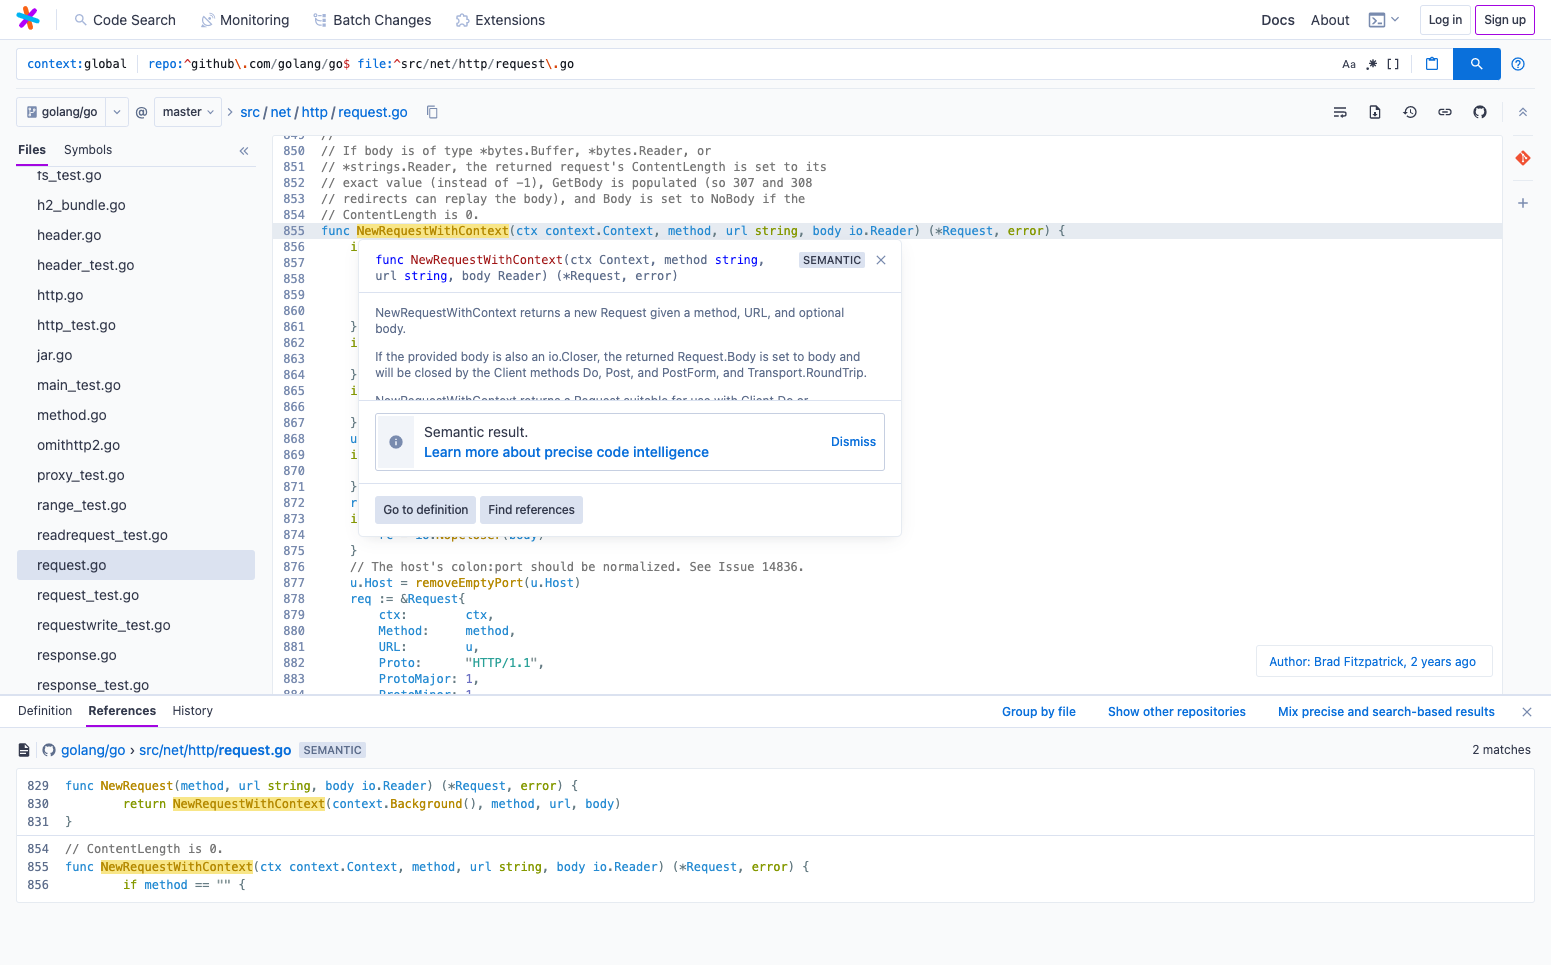 Code Search Monitoring Batch Changes Extensions Docs About Log in Sign up
context:global repo:^github\.com/golang/go$ file:^src/net/http/request\.go Aa .* []
golang/go @ master > src / net / http / request.go
Files Symbols «
fs_test.go
h2_bundle.go
header.go
header_test.go
http.go
http_test.go
jar.go
main_test.go
method.go
omithttp2.go
proxy_test.go
range_test.go
readrequest_test.go
request.go
request_test.go
requestwrite_test.go
response.go
response_test.go
849 //
850 // If body is of type *bytes.Buffer, *bytes.Reader, or
851 // *strings.Reader, the returned request's ContentLength is set to its
852 // exact value (instead of -1), GetBody is populated (so 307 and 308
853 // redirects can replay the body), and Body is set to NoBody if the
854 // ContentLength is 0.
855 func NewRequestWithContext(ctx context.Context, method, url string, body io.Reader) (*Request, error) {
856 i
857
858
859
860
861 }
862 i
863
864 }
865 i
866
867 }
868 u
869 i
870
871 }
872 r
873 i
874 rc = io.NopCloser(body)
875 }
876 // The host's colon:port should be normalized. See Issue 14836.
877 u.Host = removeEmptyPort(u.Host)
878 req := &Request{
879 ctx: ctx,
880 Method: method,
881 URL: u,
882 Proto: "HTTP/1.1",
883 ProtoMajor: 1,
884 ProtoMinor: 1,
func NewRequestWithContext(ctx Context, method string,
url string, body Reader) (*Request, error)
SEMANTIC
NewRequestWithContext returns a new Request given a method, URL, and optional
body.
If the provided body is also an io.Closer, the returned Request.Body is set to body and
will be closed by the Client methods Do, Post, and PostForm, and Transport.RoundTrip.
NewRequestWithContext returns a Request suitable for use with Client.Do or
Semantic result.
Learn more about precise code intelligence
Dismiss
Go to definition Find references
Author: Brad Fitzpatrick, 2 years ago
Definition References History Group by file Show other repositories Mix precise and search-based results
golang/go › src/net/http/request.go SEMANTIC 2 matches
829 func NewRequest(method, url string, body io.Reader) (*Request, error) {
830 return NewRequestWithContext(context.Background(), method, url, body)
831 }
854 // ContentLength is 0.
855 func NewRequestWithContext(ctx context.Context, method, url string, body io.Reader) (*Request, error) {
856 if method == "" {